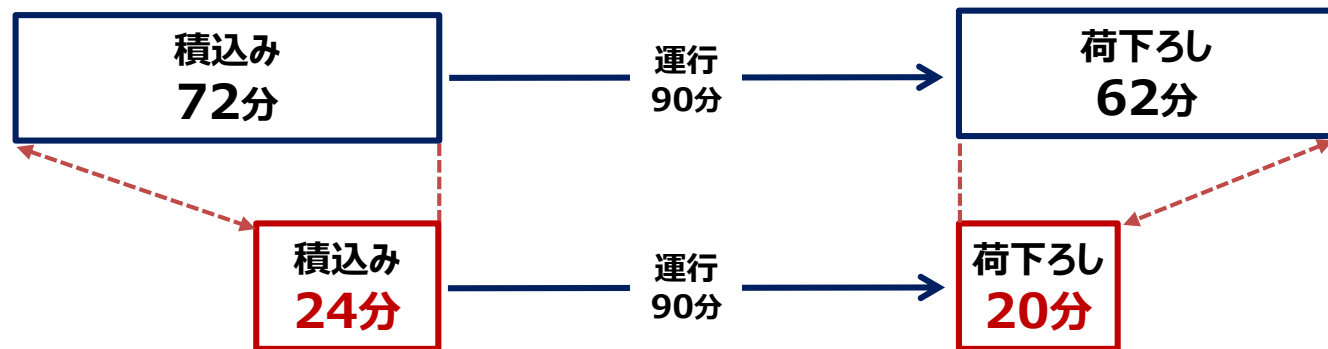 積込み
72分
運行
90分
荷下ろし
62分
積込み
24分
運行
90分
荷下ろし
20分